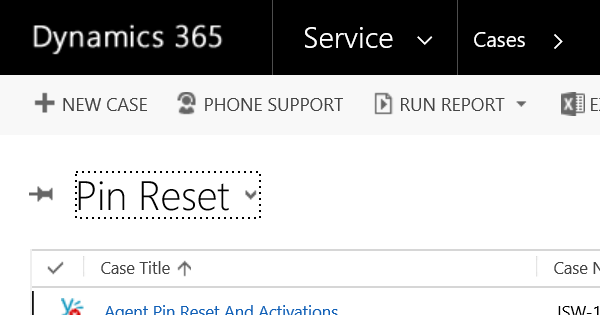 Dynamics 365 Service Cases
NEW CASE PHONE SUPPORT RUN REPORT
Pin Reset
Case Title Case
Agent Pin Reset And Activations